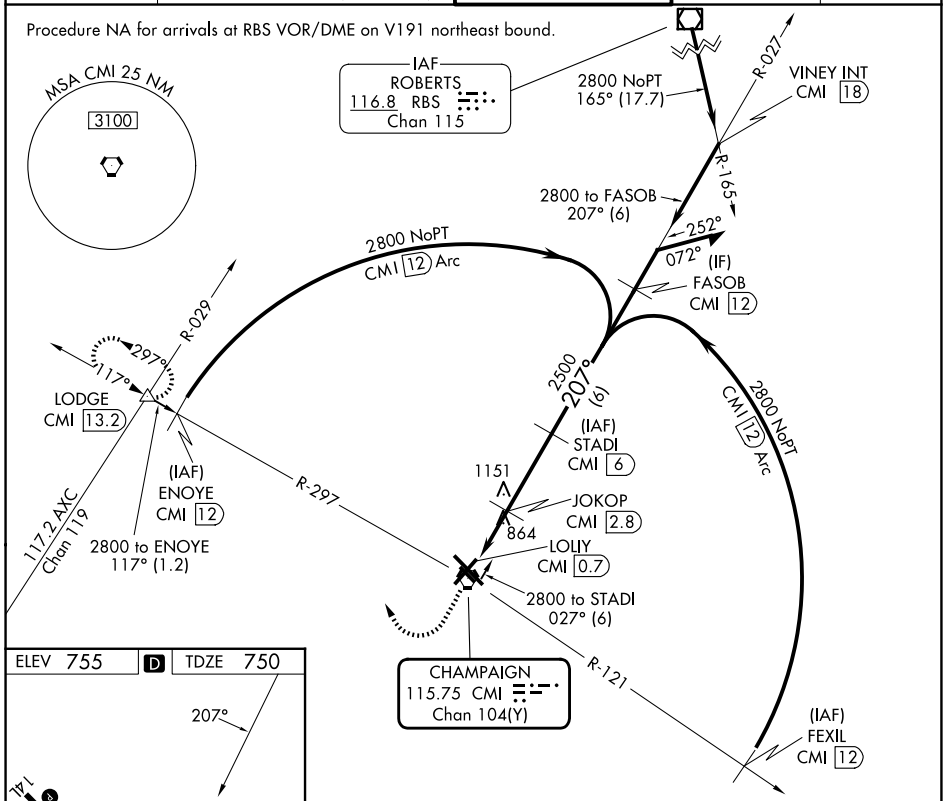 Procedure NA for arrivals at RBS VOR/DME on V191 northeast bound.
MSA CMI 25 NM
3100
IAF
ROBERTS
116.8 RBS
Chan 115
2800 NoPT
165° (17.7)
R-027
VINEY INT
CMI 18
R-165
2800 to FASOB
207° (6)
252°
072°
(IF)
FASOB
CMI 12
2800 NoPT
CMI 12 Arc
R-029
297°
117°
LODGE
CMI 13.2
(IAF)
ENOYE
CMI 12
2800 to ENOYE
117° (1.2)
117.2 AXC
Chan 119
R-297
2500
207°
(6)
(IAF)
STADI
CMI 6
2800 NoPT
CMI 12 Arc
1151
JOKOP
CMI 2.8
864
LOLIY
CMI 0.7
2800 to STADI
027° (6)
R-121
CHAMPAIGN
115.75 CMI
Chan 104(Y)
(IAF)
FEXIL
CMI 12
ELEV 755 D TDZE 750
207°
14L
P